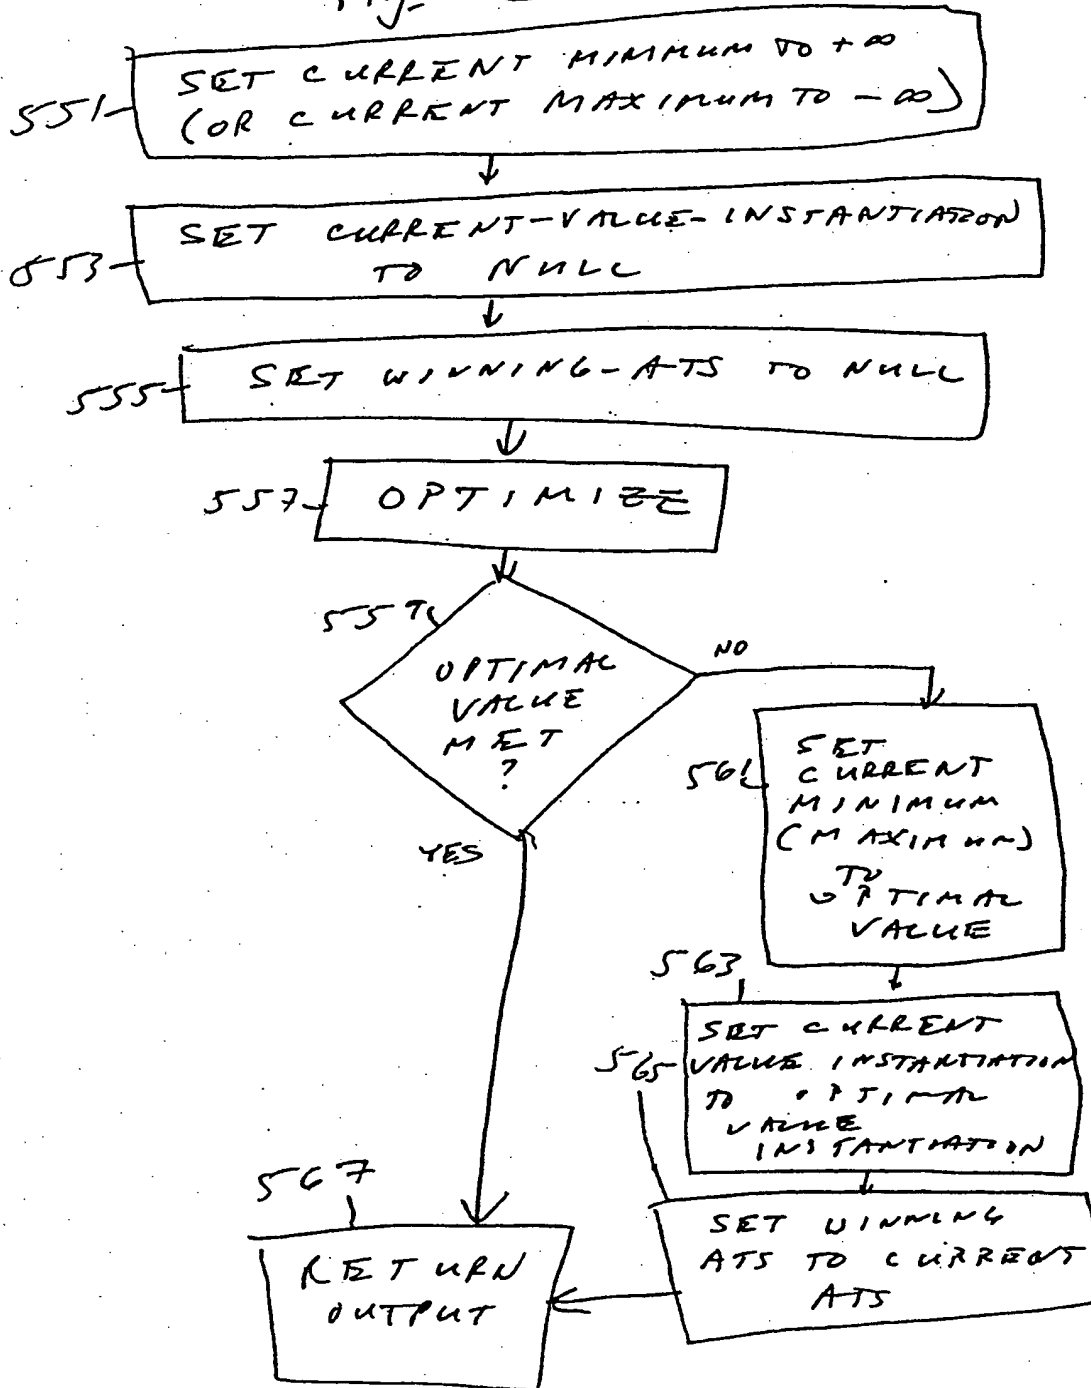 Fig.
SET CURRENT MINIMUM TO +∞
(OR CURRENT MAXIMUM TO -∞)
551
SET CURRENT-VALUE-INSTANTIATION
TO NULL
553
SET WINNING-ATS TO NULL
555
557
OPTIMIZE
559
OPTIMAL
VALUE
MET
?
NO
YES
561
SET
CURRENT
MINIMUM
(MAXIMUM)
TO
OPTIMAL
VALUE
563
SET CURRENT
VALUE INSTANTIATION
TO OPTIMAL
VALUE
INSTANTIATION
565
SET WINNING
ATS TO CURRENT
ATS
567
RETURN
OUTPUT